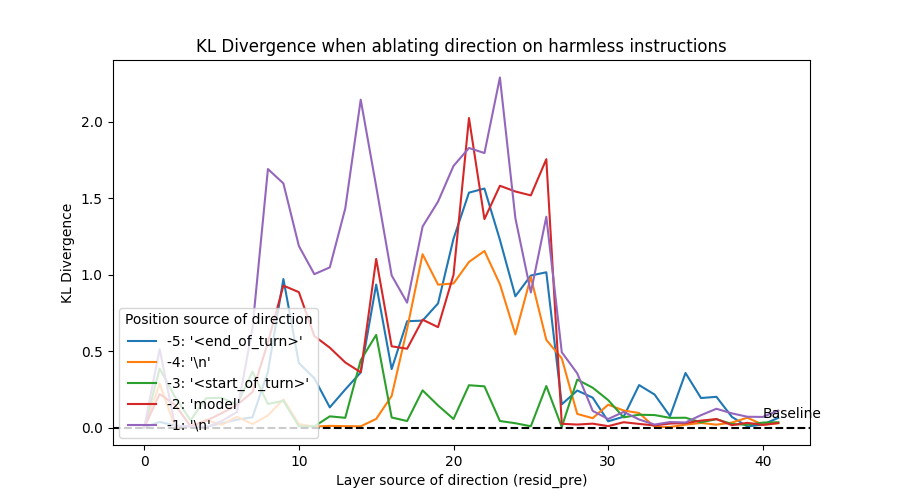 KL Divergence when ablating direction on harmless instructions
KL Divergence
2.0
1.5
1.0
0.5
0.0
Position source of direction
-5: '<end_of_turn>'
-4: '\n'
-3: '<start_of_turn>'
-2: 'model'
-1: '\n'
Baseline
0
10
20
30
40
Layer source of direction (resid_pre)